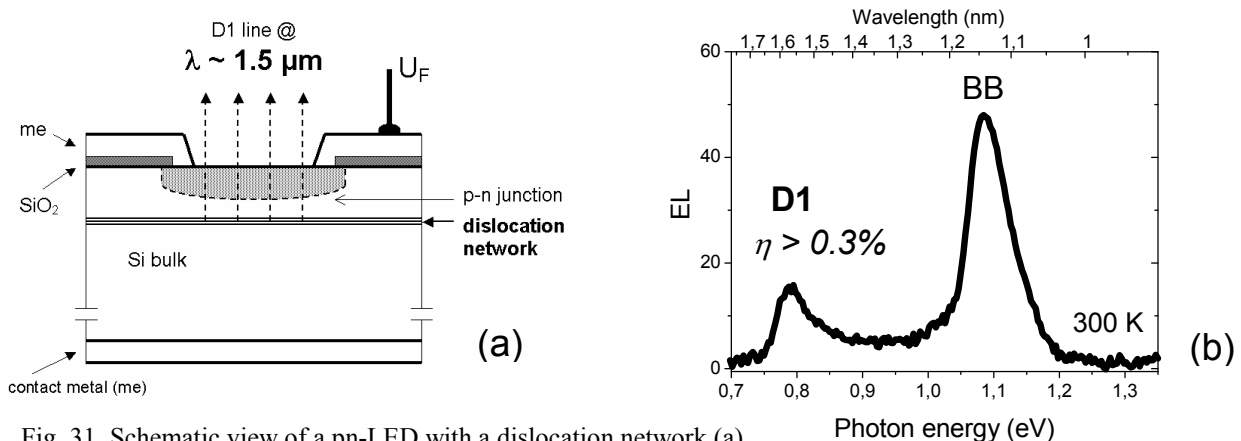 D1 line @
λ ~ 1.5 µm
U_F
me
SiO₂
p-n junction
dislocation
network
Si bulk
(a)
contact metal (me)
Wavelength (nm)
1,7 1,6 1,5 1,4 1,3 1,2 1,1 1
60
40
20
0
EL
BB
D1
η > 0.3%
300 K
(b)
0,7 0,8 0,9 1,0 1,1 1,2 1,3
Photon energy (eV)
Fig. 31. Schematic view of a pn-LED with a dislocation network (a)